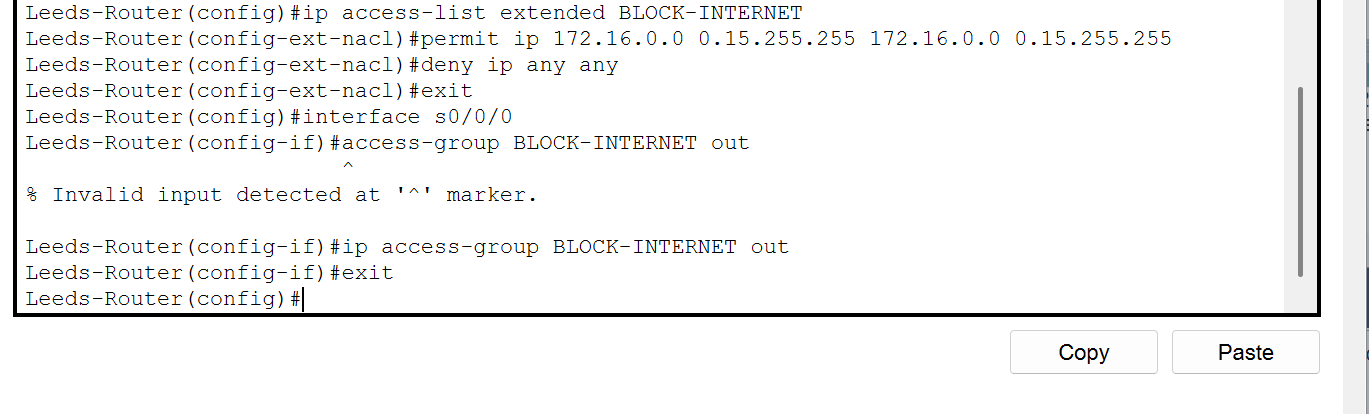 Leeds-Router(config)#ip access-list extended BLOCK-INTERNET
Leeds-Router(config-ext-nacl)#permit ip 172.16.0.0 0.15.255.255 172.16.0.0 0.15.255.255
Leeds-Router(config-ext-nacl)#deny ip any any
Leeds-Router(config-ext-nacl)#exit
Leeds-Router(config)#interface s0/0/0
Leeds-Router(config-if)#access-group BLOCK-INTERNET out
^
% Invalid input detected at '^' marker.
Leeds-Router(config-if)#ip access-group BLOCK-INTERNET out
Leeds-Router(config-if)#exit
Leeds-Router(config)#
Copy Paste